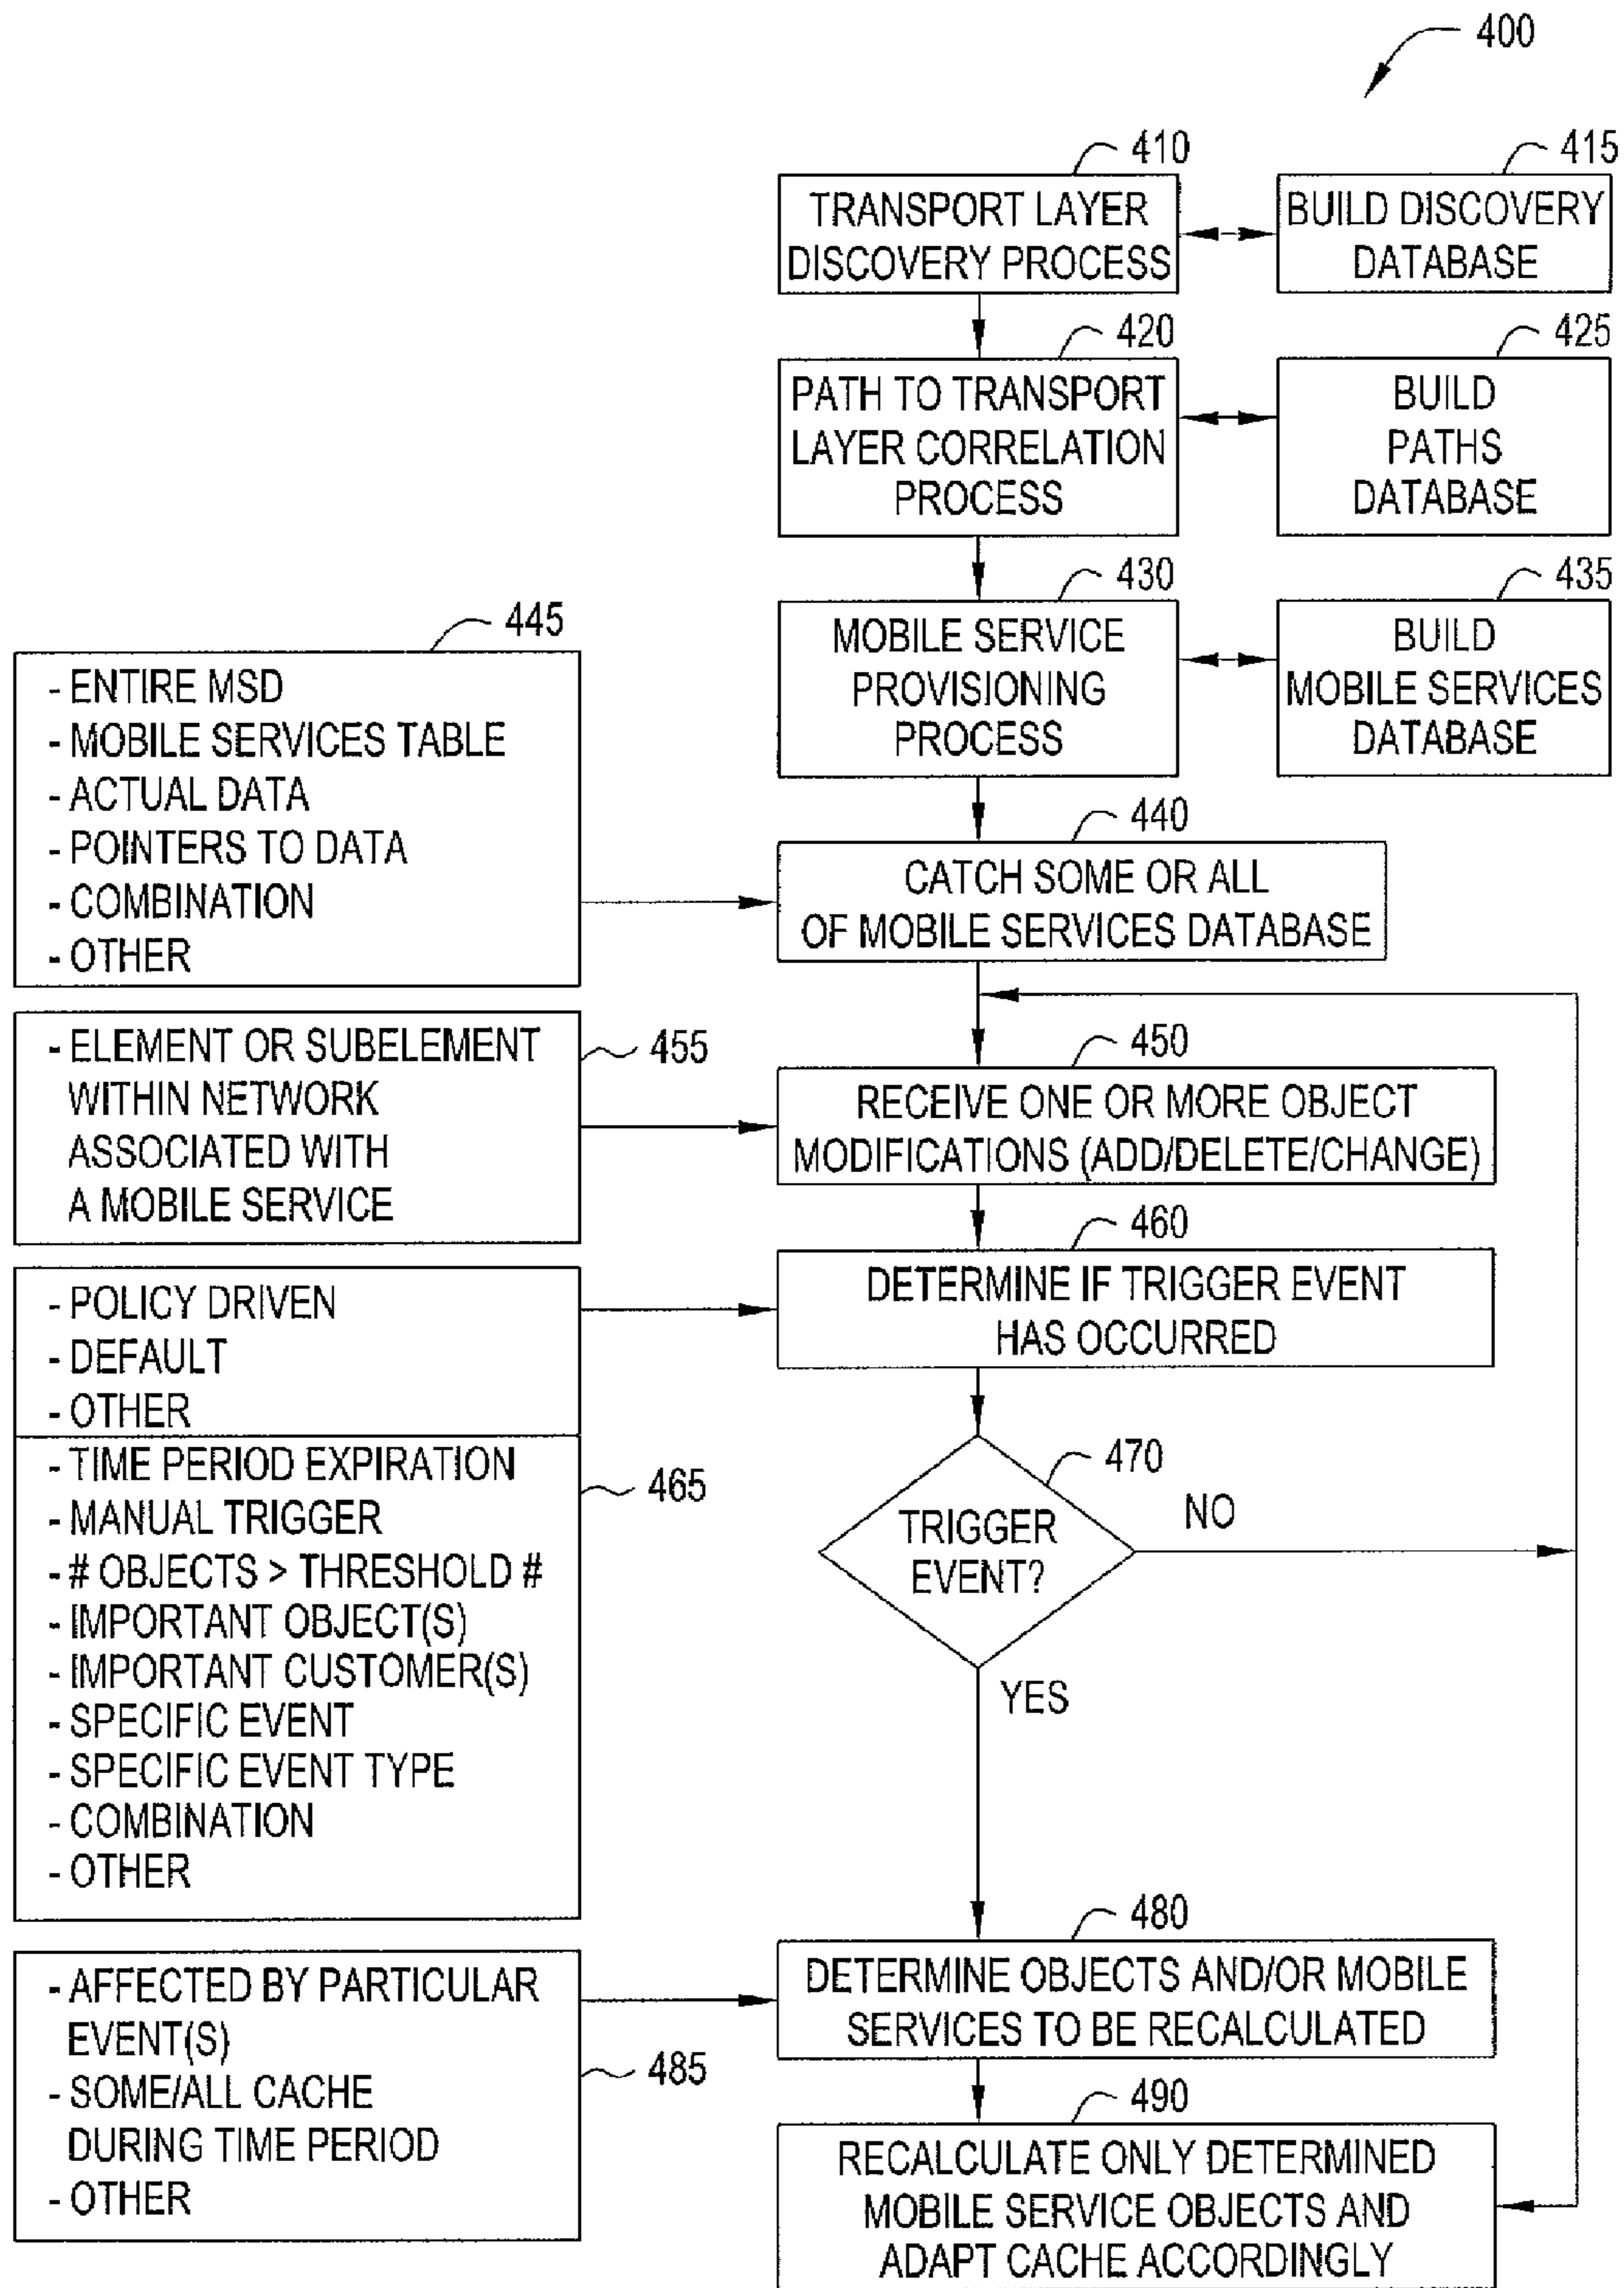 400
410
TRANSPORT LAYER
DISCOVERY PROCESS
415
BUILD DISCOVERY
DATABASE
420
PATH TO TRANSPORT
LAYER CORRELATION
PROCESS
425
BUILD
PATHS
DATABASE
430
MOBILE SERVICE
PROVISIONING
PROCESS
435
BUILD
MOBILE SERVICES
DATABASE
445
- ENTIRE MSD
- MOBILE SERVICES TABLE
- ACTUAL DATA
- POINTERS TO DATA
- COMBINATION
- OTHER
440
CATCH SOME OR ALL
OF MOBILE SERVICES DATABASE
- ELEMENT OR SUBELEMENT
WITHIN NETWORK
ASSOCIATED WITH
A MOBILE SERVICE
455
450
RECEIVE ONE OR MORE OBJECT
MODIFICATIONS (ADD/DELETE/CHANGE)
- POLICY DRIVEN
- DEFAULT
- OTHER
460
DETERMINE IF TRIGGER EVENT
HAS OCCURRED
- TIME PERIOD EXPIRATION
- MANUAL TRIGGER
- # OBJECTS > THRESHOLD #
- IMPORTANT OBJECT(S)
- IMPORTANT CUSTOMER(S)
- SPECIFIC EVENT
- SPECIFIC EVENT TYPE
- COMBINATION
- OTHER
465
470
TRIGGER
EVENT?
NO
YES
- AFFECTED BY PARTICULAR
EVENT(S)
- SOME/ALL CACHE
DURING TIME PERIOD
- OTHER
485
480
DETERMINE OBJECTS AND/OR MOBILE
SERVICES TO BE RECALCULATED
490
RECALCULATE ONLY DETERMINED
MOBILE SERVICE OBJECTS AND
ADAPT CACHE ACCORDINGLY